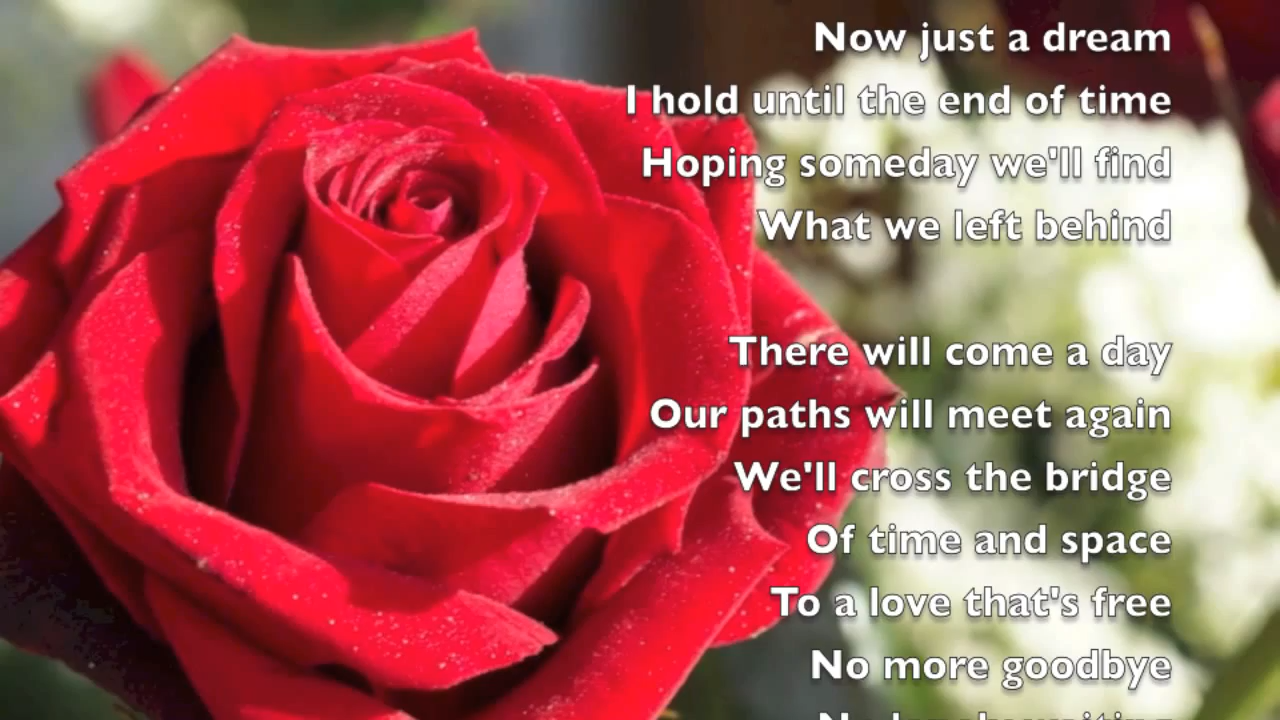 Now just a dream
I hold until the end of time
Hoping someday we'll find
What we left behind
There will come a day
Our paths will meet again
We'll cross the bridge
Of time and space
To a love that's free
No more goodbye